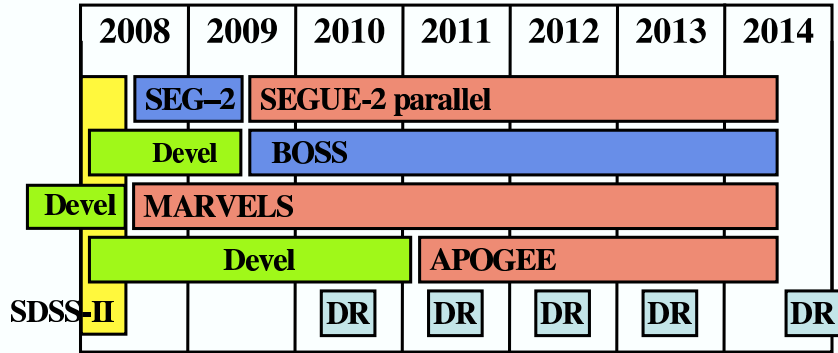 2008 2009 2010 2011 2012 2013 2014
SEG–2 SEGUE-2 parallel
Devel BOSS
Devel MARVELS
Devel APOGEE
SDSS-II DR DR DR DR DR